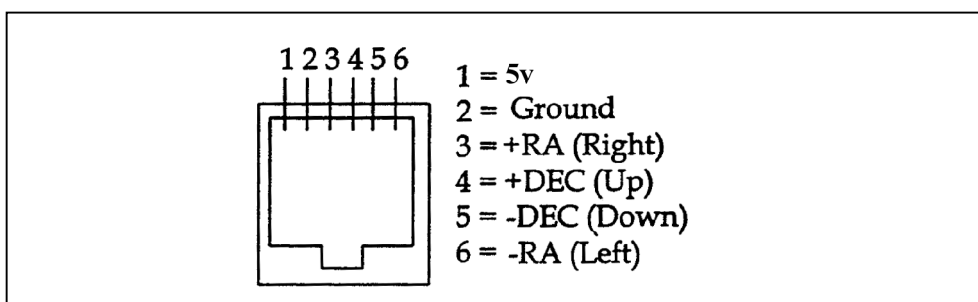 1 2 3 4 5 6
1 = 5v
2 = Ground
3 = +RA (Right)
4 = +DEC (Up)
5 = -DEC (Down)
6 = -RA (Left)